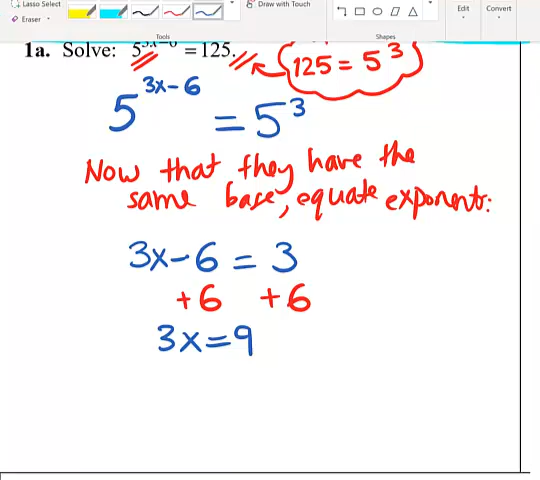 Lasso Select
Eraser
Draw with Touch
Edit
Convert
Tools
Shapes
1a. Solve: 5^{3x-6} = 125.
125 = 5^3
5^{3x-6} = 5^3
Now that they have the
same base, equate exponents:
3x-6 = 3
+6 +6
3x=9